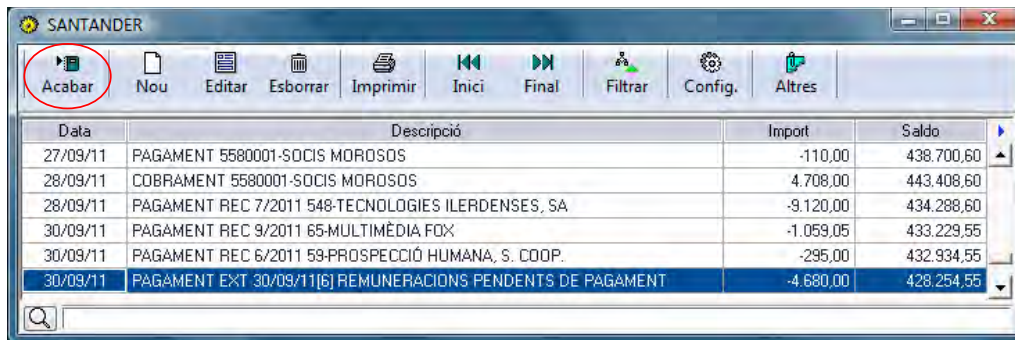 SANTANDER
Acabar Nou Editar Esborrar Imprimir Inici Final Filtrar Config. Altres
Data Descripció Import Saldo
27/09/11 PAGAMENT 5580001-SOCIS MOROSOS -110,00 438.700,60
28/09/11 COBRAMENT 5580001-SOCIS MOROSOS 4.708,00 443.408,60
28/09/11 PAGAMENT REC 7/2011 548-TECNOLOGIES ILERDENSES, SA -9.120,00 434.288,60
30/09/11 PAGAMENT REC 9/2011 65-MULTIMÈDIA FOX -1.059,05 433.229,55
30/09/11 PAGAMENT REC 6/2011 59-PROSPECCIÓ HUMANA, S. COOP. -295,00 432.934,55
30/09/11 PAGAMENT EXT 30/09/11[6] REMUNERACIONS PENDENTS DE PAGAMENT -4.680,00 428.254,55